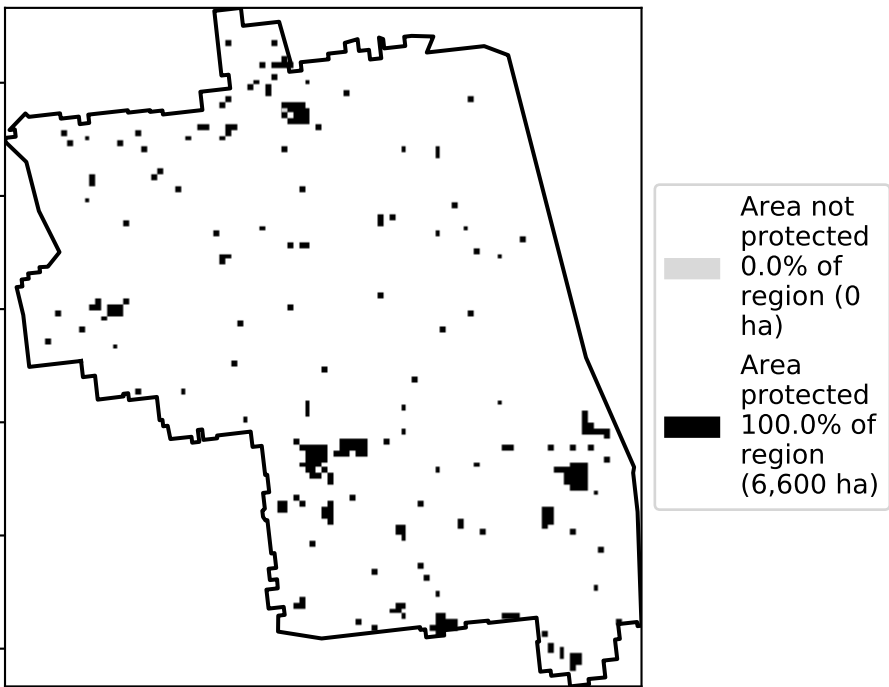 Area not
protected
0.0% of
region (0
ha)
Area
protected
100.0% of
region
(6,600 ha)